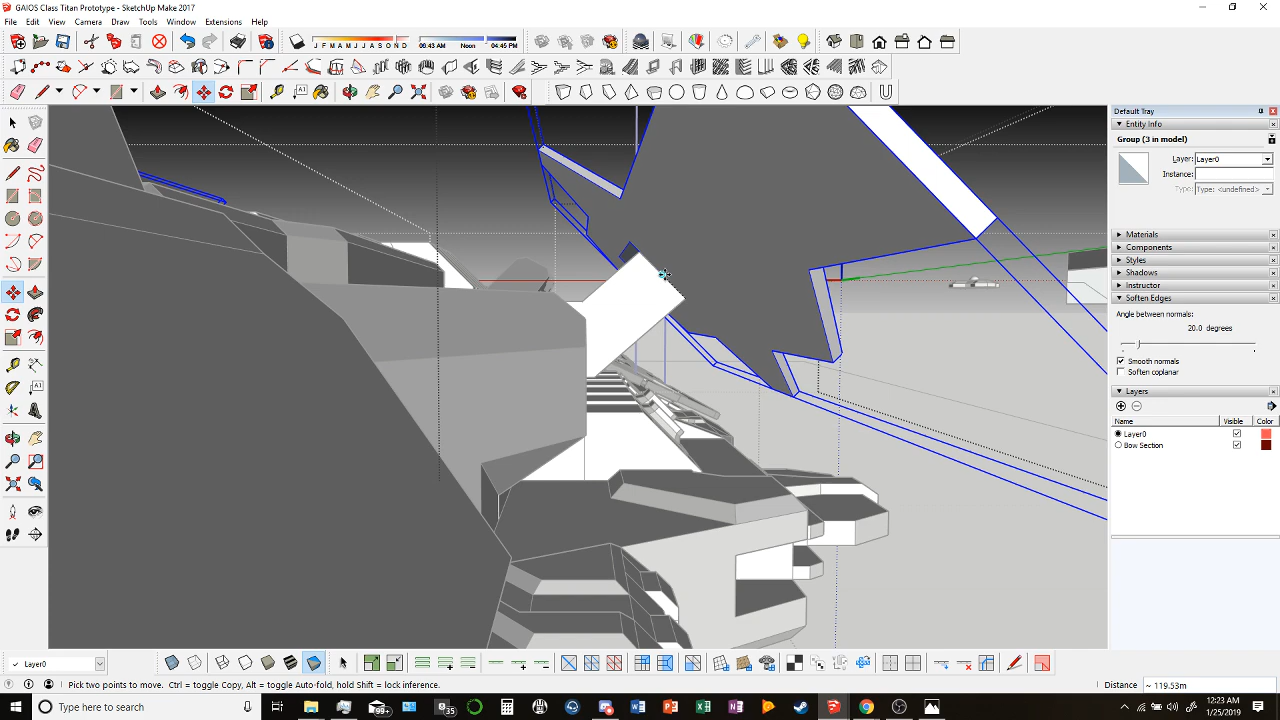 GAIOS Class Titan Prototype - SketchUp Make 2017
File Edit View Camera Draw Tools Window Extensions Help
J F M A M J J A S O N D 08:43 AM Noon 04:45 PM
Default Tray
Entity Info
Group (3 in model)
Layer: Layer0
Instance:
Type: Type: <undefined>
Materials
Components
Styles
Shadows
Instructor
Soften Edges
Angle between normals:
20.0 degrees
Smooth normals
Soften coplanar
Layers
Name Visible Color
Layer0
Bow Section
Layer0
Pick two points to move. Ctrl = toggle Copy, Alt = toggle Auto-fold, hold Shift = lock inference. Distance ~ 119.53m
Type here to search 99+ 35 12:23 AM
1/25/2019